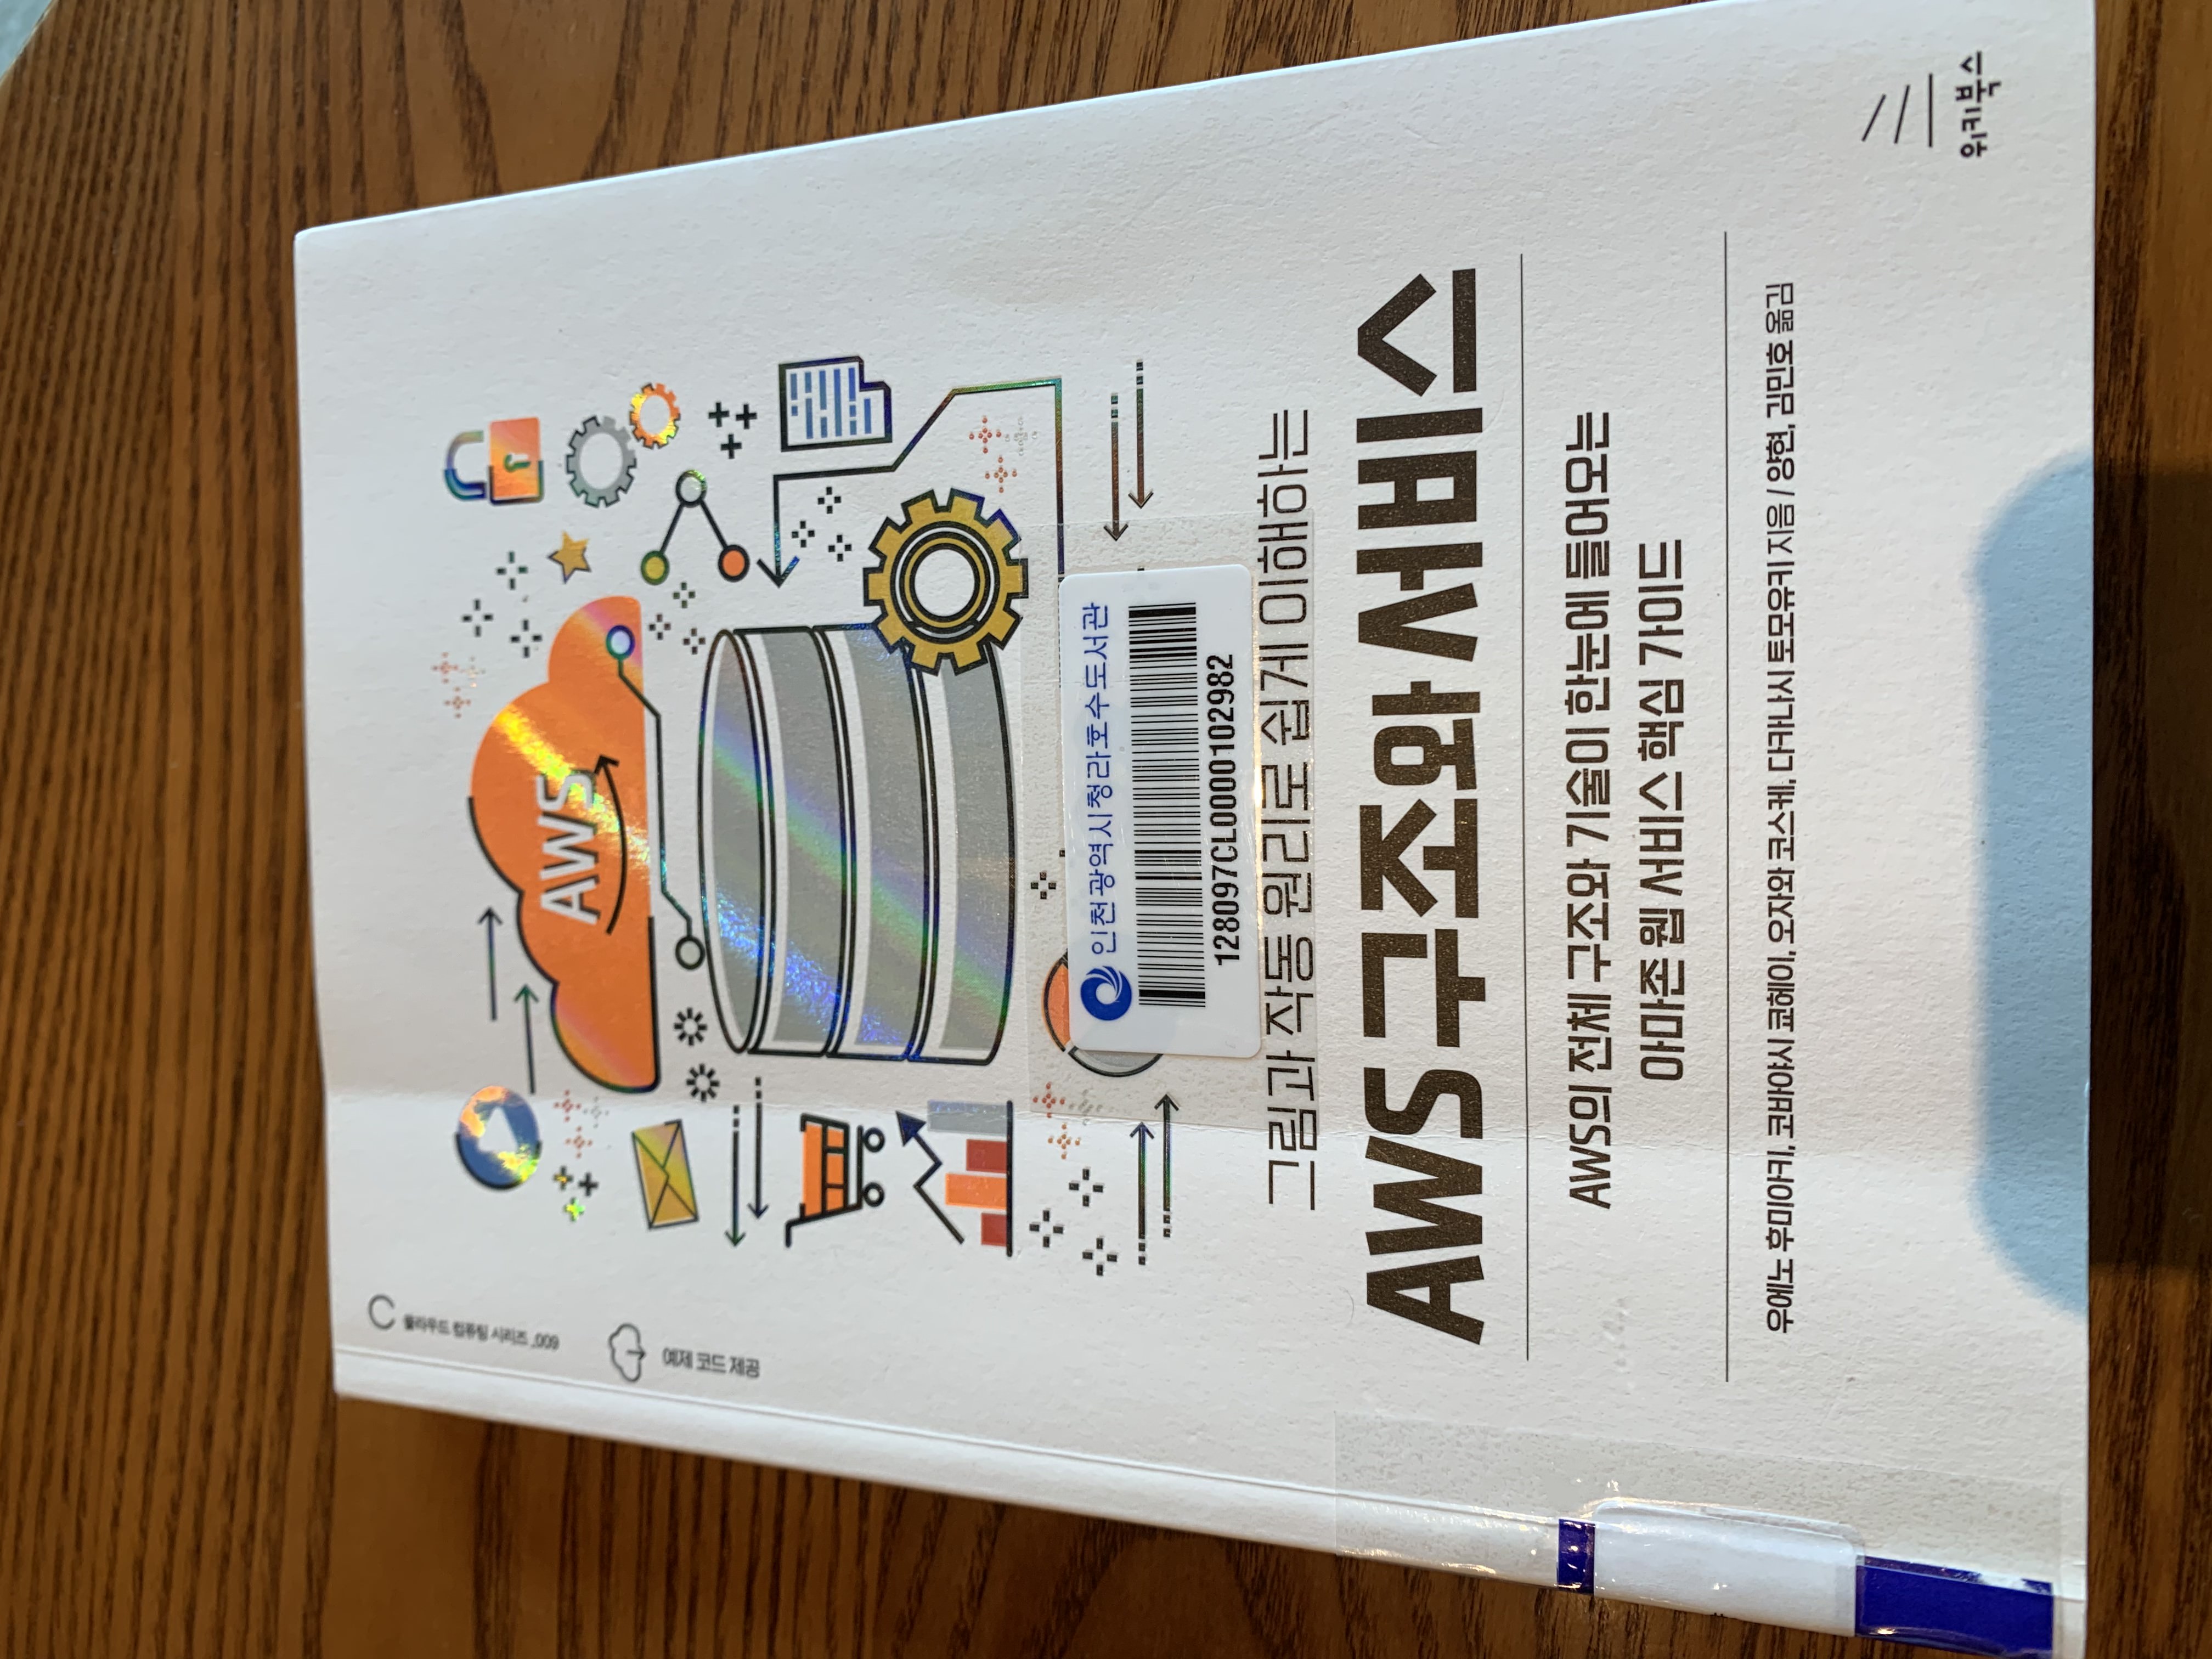 C 클라우드 컴퓨팅 시리즈_009
예제 코드 제공
AWS
인천광역시청라호수도서관
128097CL0000102982
그림과 작동 원리로 쉽게 이해하는
AWS 구조와 서비스
AWS의 전체 구조와 기술이 한눈에 들어오는
아마존 웹 서비스 핵심 가이드
우에노 후미아키, 코바야시 쿄헤이, 오자와 코스케, 다카나시 토모유키 지음 / 양현, 김민호 옮김
위키북스